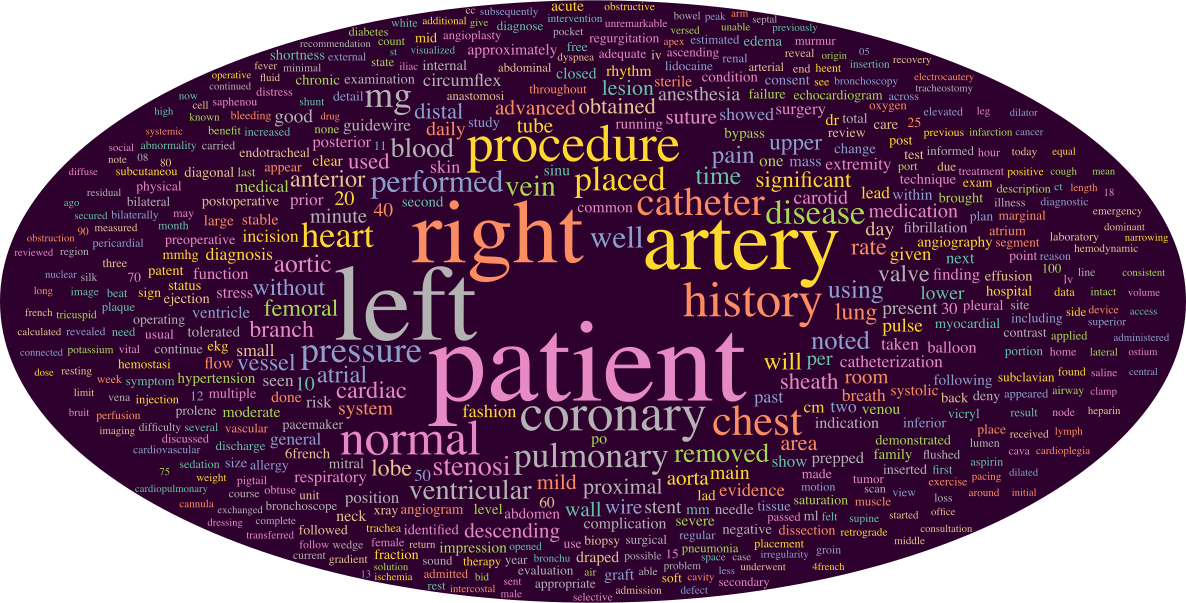 cc subsequently acute obstructive
white additional give diagnose intervention bowel peak arm septal
diabetes angioplasty pocket unremarkable versed unable previously
recommendation count st mid regurgitation apex estimated edema murmur
shortness external state visualized approximately free dyspnea adequate iv ascending renal reveal origin 05 recovery
fever minimal iliac internal abdominal closed rhythm lidocaine arterial end heent insertion
operative fluid chronic examination circumflex throughout lesion sterile condition consent see bronchoscopy electrocautery
continued distress detail mg anastomosi anesthesia failure echocardiogram across tracheostomy
now cell saphenou good distal advanced obtained suture showed surgery oxygen
high known bleeding shunt drug guidewire daily study tube running bypass dr total care 25 elevated leg dilator
systemic benefit increased none posterior 11 blood procedure upper change review post previous infarction cancer
social abnormality carried endotracheal clear used skin sinu pain one mass extremity test informed hour today equal
note 08 80 appear anterior performed vein placed time significant technique port due treatment positive cough mean
diffuse subcutaneou diagonal last medical second common carotid lead within exam description ct length 18
residual physical postoperative prior 20 40 catheter disease medication brought illness diagnostic
ago bilateral minute right well artery day plan marginal emergency
secured bilaterally may large stable incision heart given fibrillation atrium laboratory dominant
obstruction 90 measured month preoperative rate angiography segment hemodynamic narrowing
reviewed region pericardial mmhg diagnosis aortic next point reason
nuclear silk three 70 patent function valve finding effusion 100 lv line consistent
long image beat sign status stress without left history using lower hospital data intact volume
french tricuspid plaque ejection ventricle femoral lung present 30 pleural site side device access
calculated revealed need operating tolerated branch pulse myocardial including superior
connected potassium vital usual ekg pressure noted taken balloon contrast applied administered
dose resting hemostasi continue flow small vessel patient will per catheterization portion home lateral ostium
week symptom hypertension seen 10 atrial sheath room following subclavian found saline central
limit vena injection 12 multiple done risk cardiac past breath systolic back deny appeared airway clamp
bruit perfusion prolene moderate system fashion coronary chest cm two venou vicryl result node heparin
imaging difficulty several vascular pacemaker normal indication inferior place received lymph
discussed cardiovascular discharge general po area demonstrated lumen cava cardioplegia
75 sedation size allergy 6french mitral lobe 50 stenosi pulmonary removed show prepped family flushed aspirin
weight pigtail respiratory aorta main made tumor inserted first exercise pacing dilated
cardiopulmonary course obtuse unit position ventricular mild proximal lad evidence motion scan view loss around initial
cannula exchanged bronchoscope xray angiogram level 60 wall wire stent mm needle tissue saturation muscle office
dressing complete neck abdomen complication severe passed ml felt supine started consultation
transferred followed trachea identified descending regular negative dissection retrograde middle
follow wedge female return impression opened use biopsy surgical pneumonia placement
current gradient fraction sound therapy year bronchu draped possible 15 space case irregularity groin
solution evaluation air graft able problem less underwent 4french
13 ischemia admitted bid appropriate soft cavity secondary
rest intercostal sent male admission defect
selective